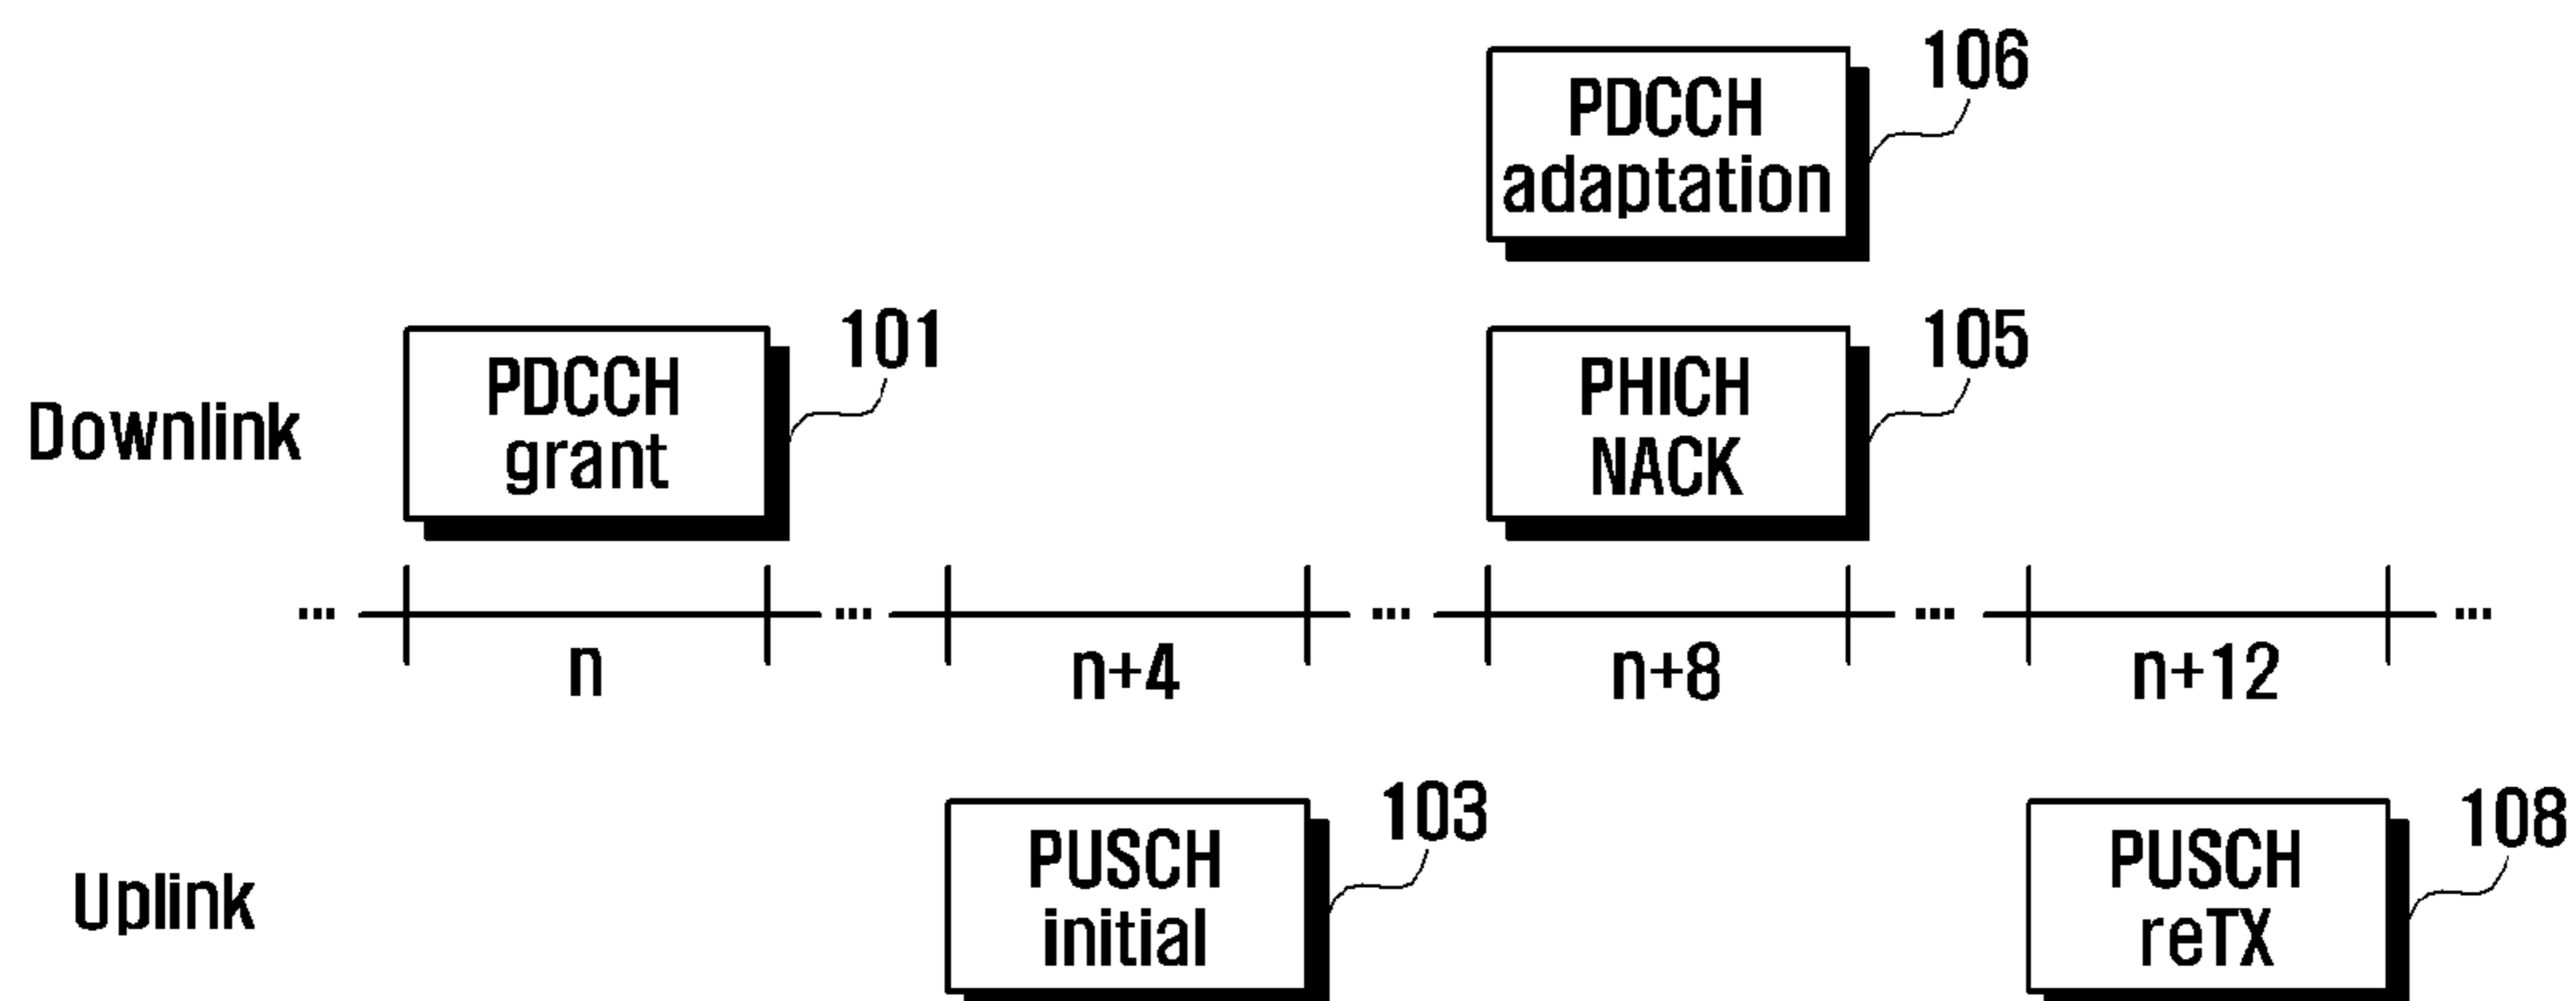 106
PDCCH
adaptation
101
105
Downlink
PDCCH
grant
PHICH
NACK
... n ... n+4 ... n+8 ... n+12 ...
103
108
Uplink
PUSCH
initial
PUSCH
reTX